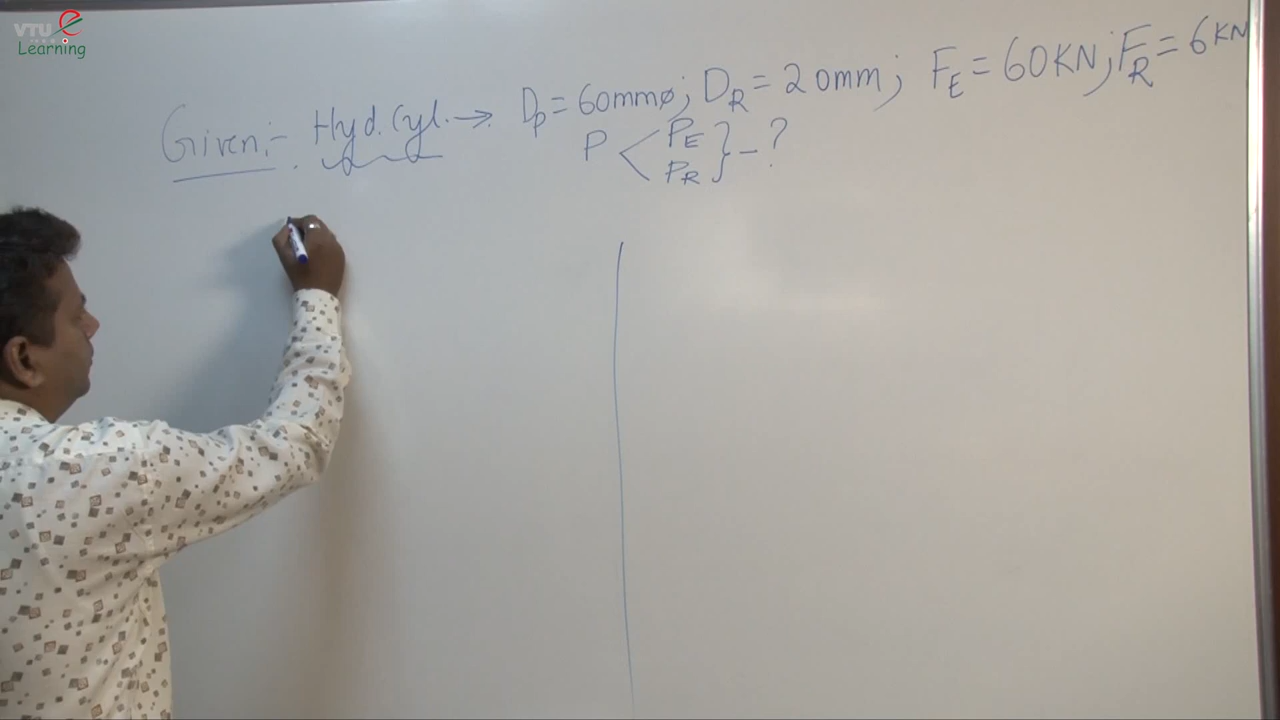 VTU e
Learning
Given:- Hyd. Cyl. → Dp = 60mmø; DR = 20mm; FE = 60KN; FR = 6KN
P < PE PR } - ?